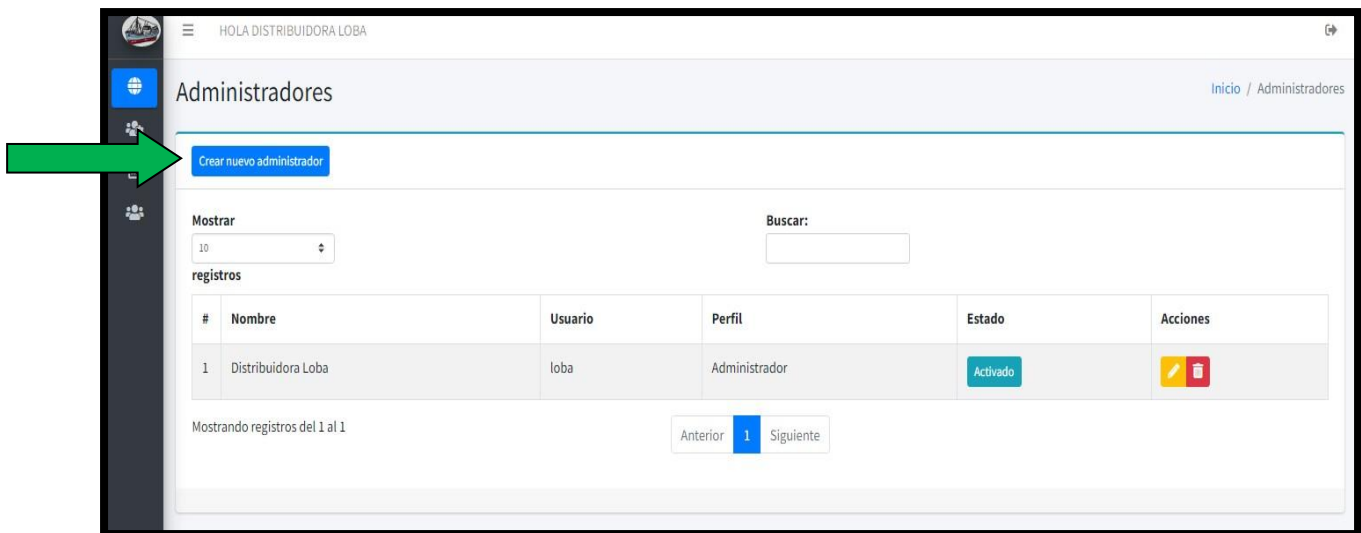 HOLA DISTRIBUIDORA LOBA
Administradores
Inicio / Administradores
Crear nuevo administrador
Mostrar
Buscar:
10
registros
# Nombre Usuario Perfil Estado Acciones
1 Distribuidora Loba loba Administrador Activado
Mostrando registros del 1 al 1
Anterior 1 Siguiente